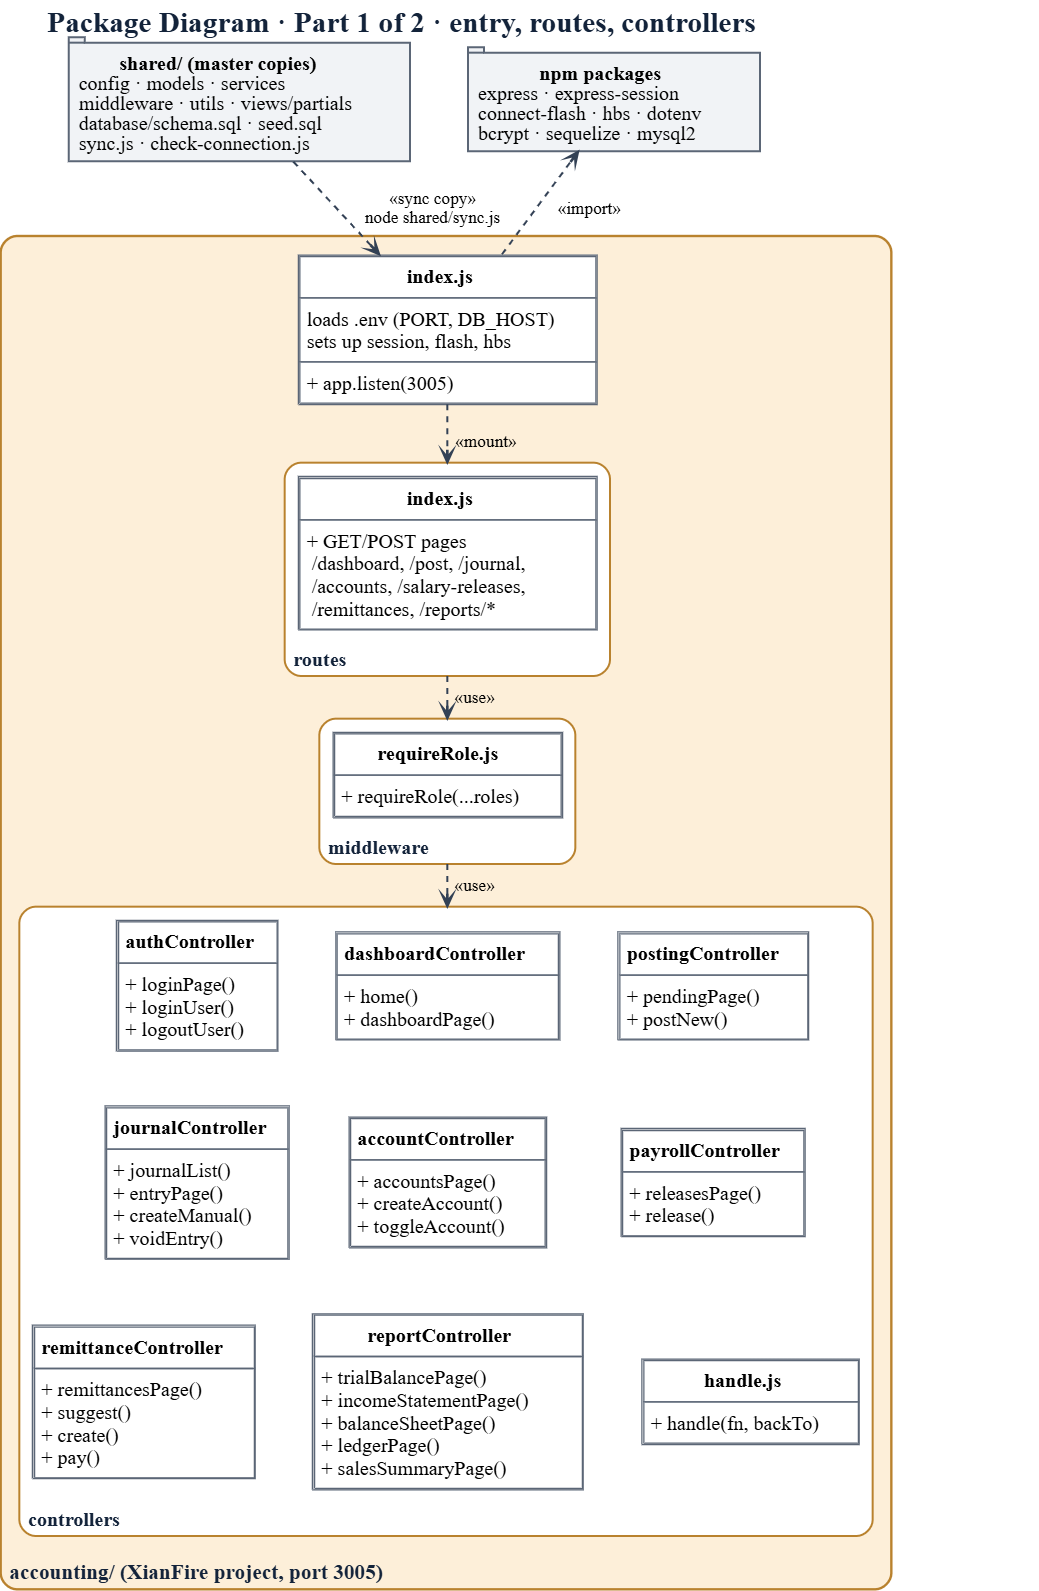 Package Diagram · Part 1 of 2 · entry, routes, controllers
shared/ (master copies)
config · models · services
middleware · utils · views/partials
database/schema.sql · seed.sql
sync.js · check-connection.js
npm packages
express · express-session
connect-flash · hbs · dotenv
bcrypt · sequelize · mysql2
«sync copy»
node shared/sync.js
«import»
index.js
loads .env (PORT, DB_HOST)
sets up session, flash, hbs
+ app.listen(3005)
«mount»
index.js
+ GET/POST pages
/dashboard, /post, /journal,
/accounts, /salary-releases,
/remittances, /reports/*
routes
«use»
requireRole.js
+ requireRole(...roles)
middleware
«use»
authController
+ loginPage()
+ loginUser()
+ logoutUser()
dashboardController
+ home()
+ dashboardPage()
postingController
+ pendingPage()
+ postNew()
journalController
+ journalList()
+ entryPage()
+ createManual()
+ voidEntry()
accountController
+ accountsPage()
+ createAccount()
+ toggleAccount()
payrollController
+ releasesPage()
+ release()
remittanceController
+ remittancesPage()
+ suggest()
+ create()
+ pay()
reportController
+ trialBalancePage()
+ incomeStatementPage()
+ balanceSheetPage()
+ ledgerPage()
+ salesSummaryPage()
handle.js
+ handle(fn, backTo)
controllers
accounting/ (XianFire project, port 3005)